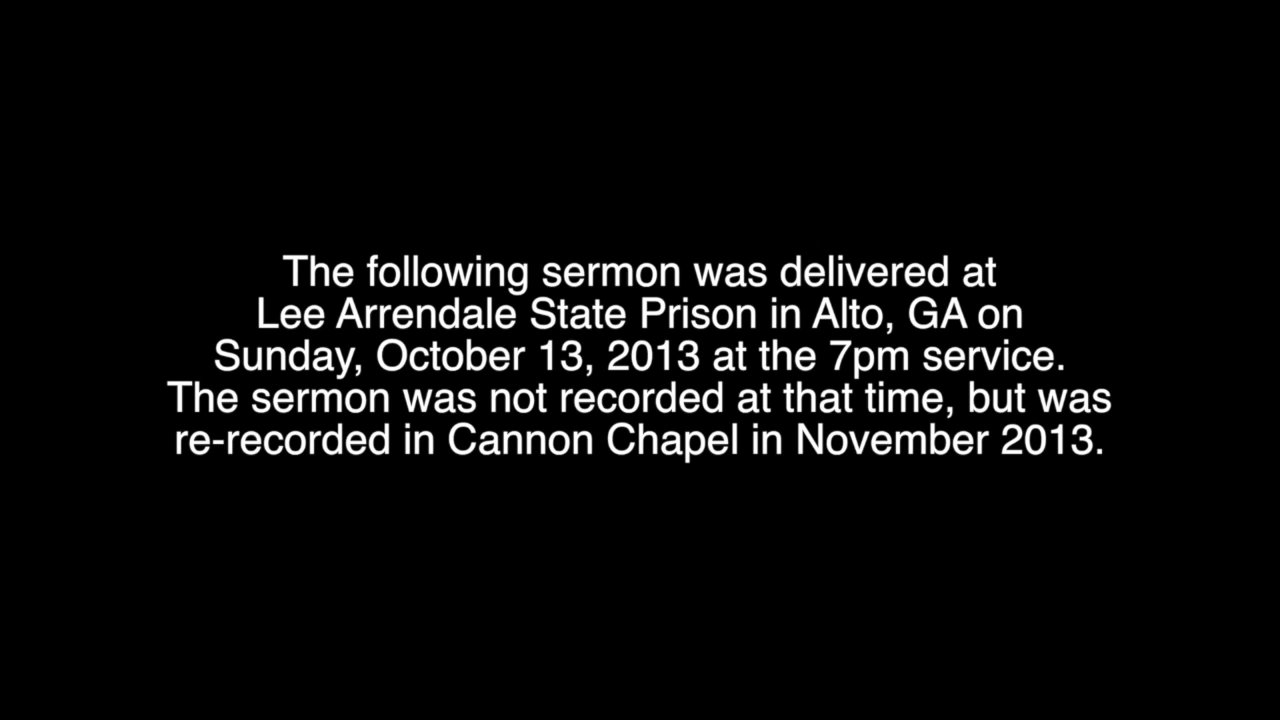 The following sermon was delivered at
Lee Arrendale State Prison in Alto, GA on
Sunday, October 13, 2013 at the 7pm service.
The sermon was not recorded at that time, but was
re-recorded in Cannon Chapel in November 2013.